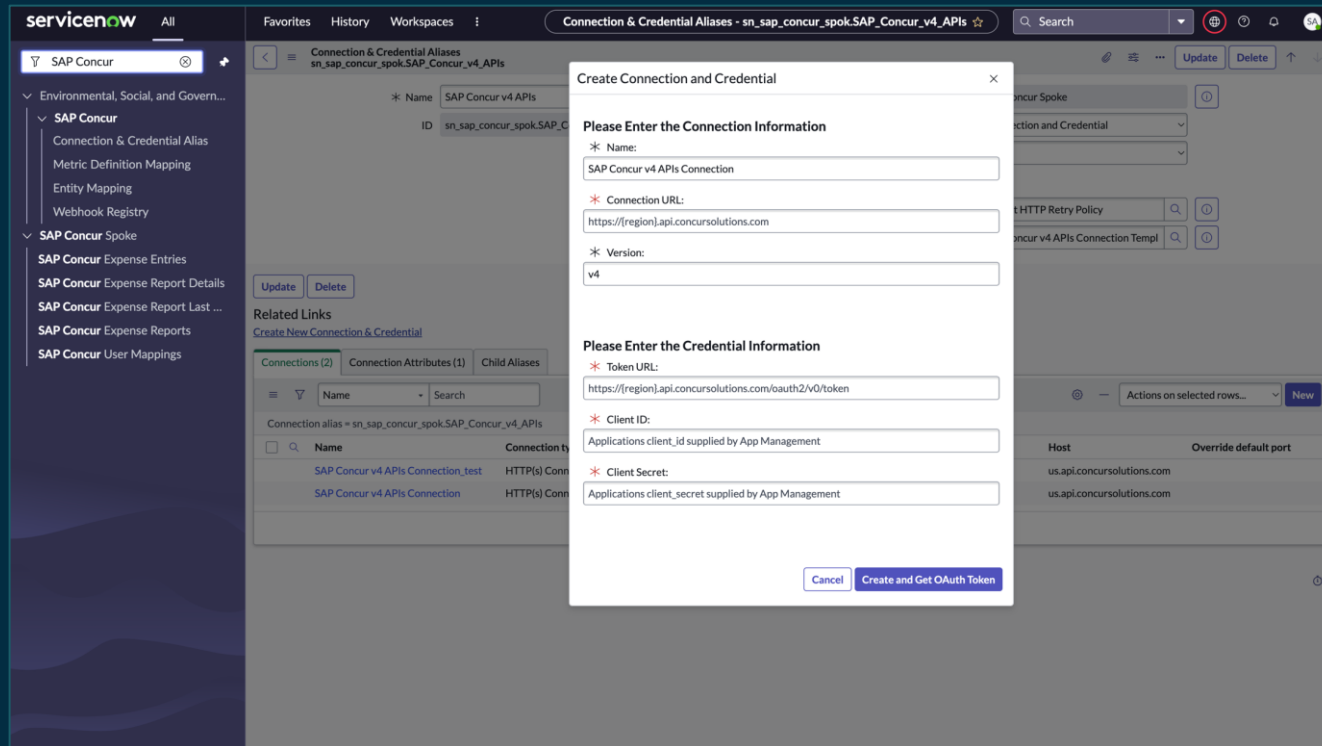 servicenow All Favorites History Workspaces Connection & Credential Aliases - sn_sap_concur_spok.SAP_Concur_v4_APIs Search SA
SAP Concur
Environmental, Social, and Govern...
SAP Concur
Connection & Credential Alias
Metric Definition Mapping
Entity Mapping
Webhook Registry
SAP Concur Spoke
SAP Concur Expense Entries
SAP Concur Expense Report Details
SAP Concur Expense Report Last ...
SAP Concur Expense Reports
SAP Concur User Mappings
Connection & Credential Aliases
sn_sap_concur_spok.SAP_Concur_v4_APIs
Update Delete
Name SAP Concur v4 APIs
ID sn_sap_concur_spok.SAP_C
oncur Spoke
ection and Credential
t HTTP Retry Policy
oncur v4 APIs Connection Templ
Update Delete
Related Links
Create New Connection & Credential
Connections (2) Connection Attributes (1) Child Aliases
Name Search Actions on selected rows... New
Connection alias = sn_sap_concur_spok.SAP_Concur_v4_APIs
Name Connection ty Host Override default port
SAP Concur v4 APIs Connection_test HTTP(s) Conn us.api.concursolutions.com
SAP Concur v4 APIs Connection HTTP(s) Conn us.api.concursolutions.com
Create Connection and Credential
Please Enter the Connection Information
Name:
SAP Concur v4 APIs Connection
Connection URL:
https://{region}.api.concursolutions.com
Version:
v4
Please Enter the Credential Information
Token URL:
https://{region}.api.concursolutions.com/oauth2/v0/token
Client ID:
Applications client_id supplied by App Management
Client Secret:
Applications client_secret supplied by App Management
Cancel Create and Get OAuth Token